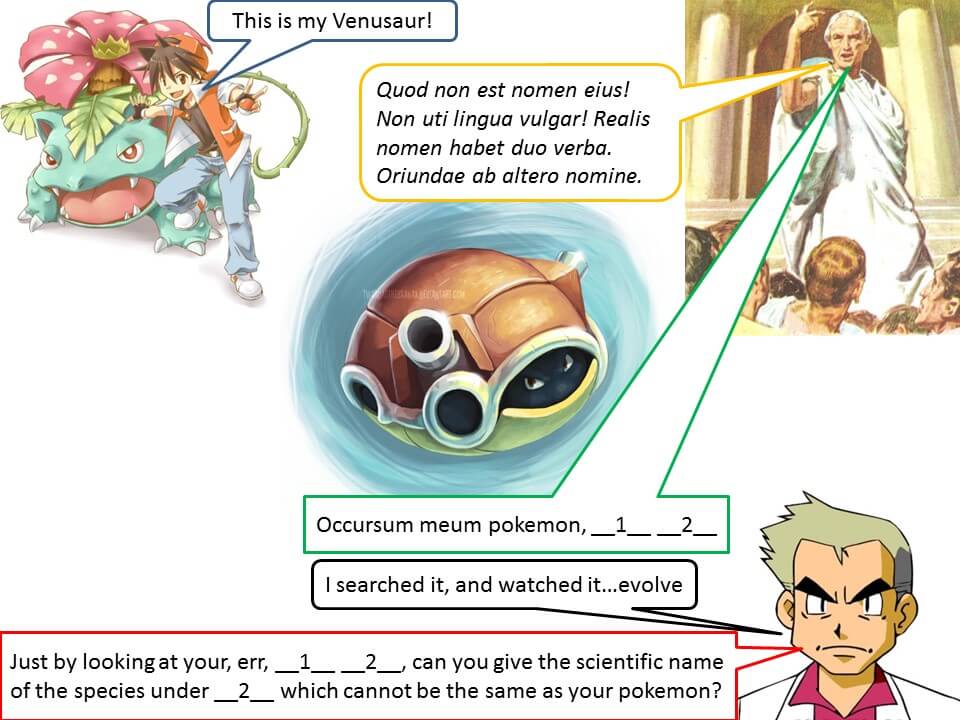 This is my Venusaur!
Quod non est nomen eius!
Non uti lingua vulgar! Realis
nomen habet duo verba.
Oriundae ab altero nomine.
Occursum meum pokemon, __1__ __2__
I searched it, and watched it...evolve
Just by looking at your, err, __1__ __2__, can you give the scientific name
of the species under __2__ which cannot be the same as your pokemon?